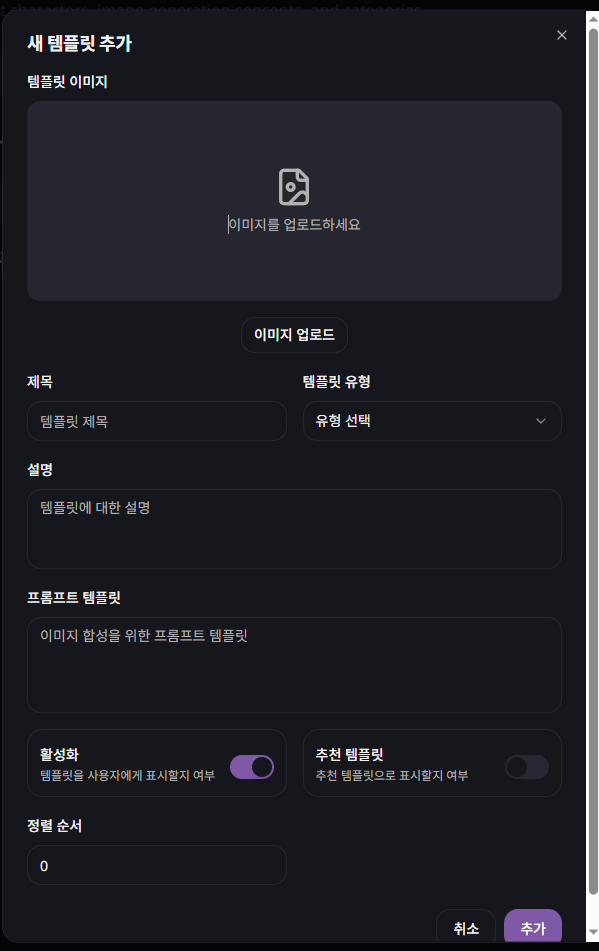 t characters, image generation concepts, and categories
새 템플릿 추가
템플릿 이미지
이미지를 업로드하세요
이미지 업로드
제목
템플릿 유형
템플릿 제목
유형 선택
설명
템플릿에 대한 설명
프롬프트 템플릿
이미지 합성을 위한 프롬프트 템플릿
활성화
템플릿을 사용자에게 표시할지 여부
추천 템플릿
추천 템플릿으로 표시할지 여부
정렬 순서
0
취소
추가